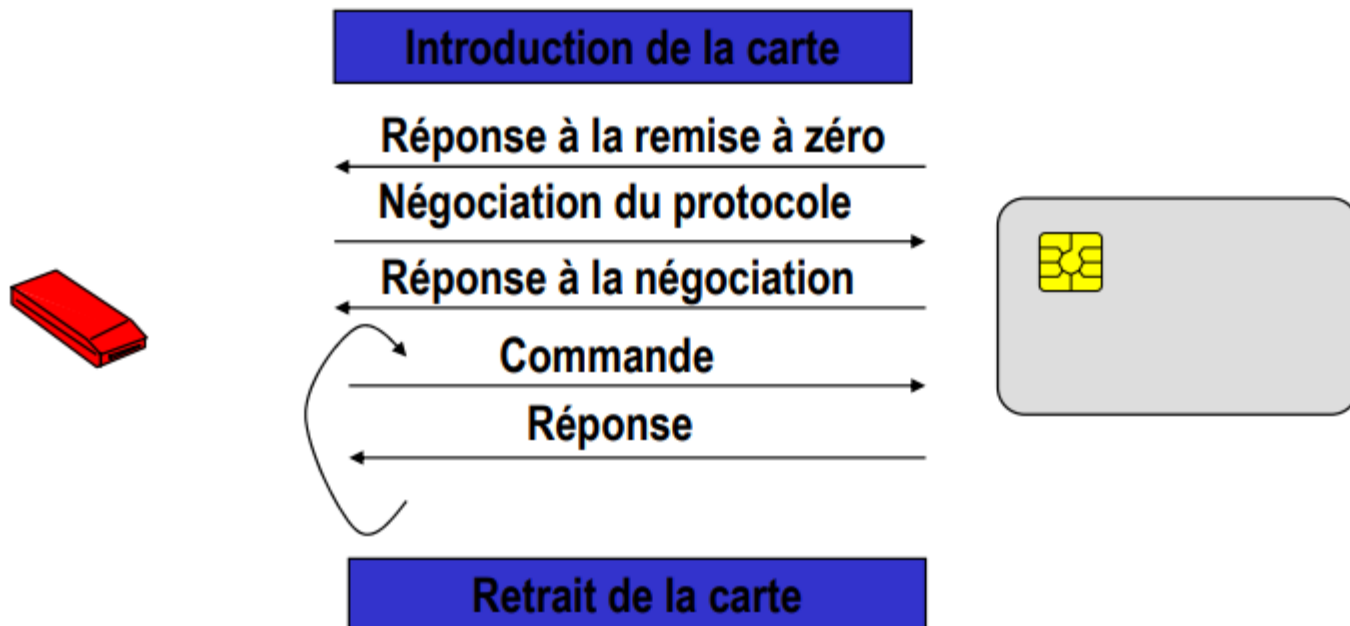 Introduction de la carte
Réponse à la remise à zéro
Négociation du protocole
Réponse à la négociation
Commande
Réponse
Retrait de la carte